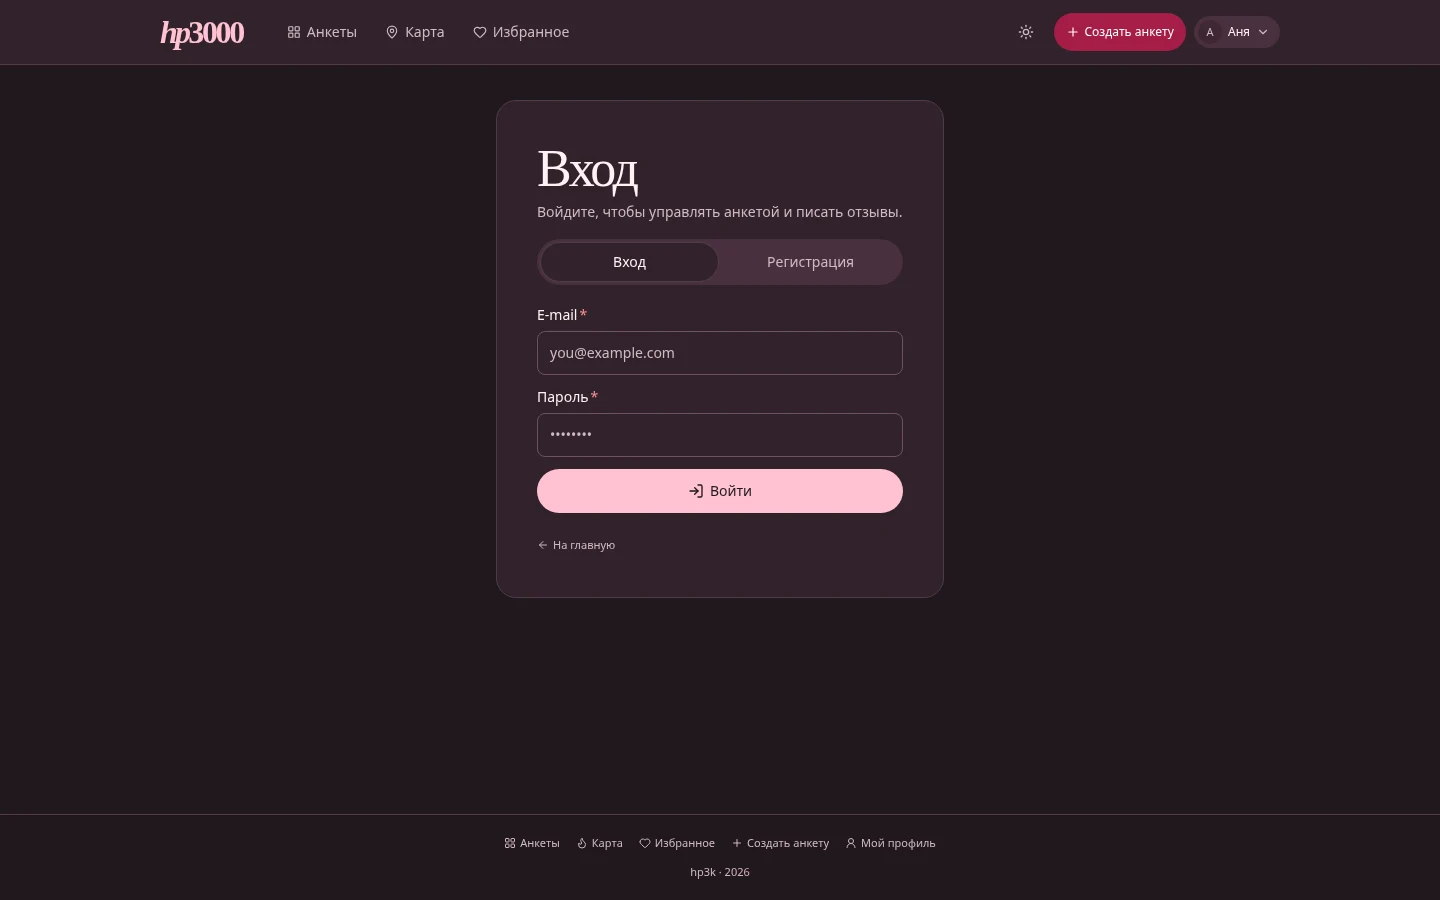 hp3000 Анкеты Карта Избранное Создать анкету А Аня
Вход
Войдите, чтобы управлять анкетой и писать отзывы.
Вход Регистрация
E-mail *
you@example.com
Пароль *
••••••••
Войти
← На главную
Анкеты Карта Избранное + Создать анкету Мой профиль
hp3k · 2026